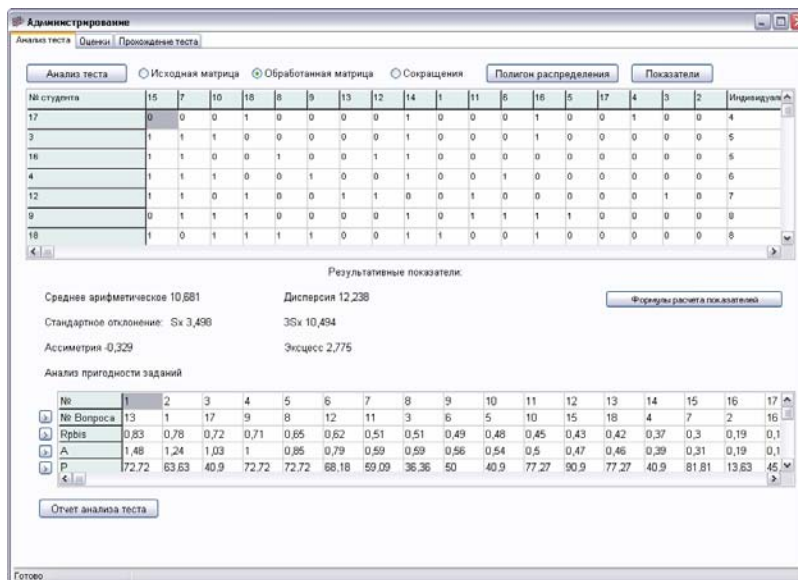 Администрирование
Анализ теста Оценки Прохождение теста
Анализ теста Исходная матрица Обработанная матрица Сокращения Полигон распределения Показатели
№ студента 15 7 10 18 8 9 13 12 14 1 11 6 16 5 17 4 3 2 Индивидуаль
17 0 0 0 1 0 0 0 0 1 0 0 0 1 0 0 1 0 0 4
3 1 1 1 0 0 0 0 0 1 0 0 0 1 0 0 0 0 0 5
16 1 1 0 0 1 0 0 1 1 0 0 0 0 0 0 0 0 0 5
4 1 1 1 0 0 1 0 0 1 0 0 1 0 0 0 0 0 0 6
12 1 1 0 1 0 0 1 1 0 0 1 0 0 0 0 0 1 0 7
9 0 1 1 1 0 0 0 0 1 0 1 1 1 1 0 0 0 0 8
18 1 0 1 1 1 1 0 0 1 1 0 0 1 0 0 0 0 0 8
Результативные показатели:
Среднее арифметическое 10,681 Дисперсия 12,238 Формулы расчета показателей
Стандартное отклонение: Sx 3,498 3Sx 10,494
Ассиметрия -0,329 Эксцесс 2,775
Анализ пригодности заданий
№ 1 2 3 4 5 6 7 8 9 10 11 12 13 14 15 16 17
№ Вопроса 13 1 17 9 8 12 11 3 6 5 10 15 18 4 7 2 16
Rpbis 0,83 0,78 0,72 0,71 0,65 0,62 0,51 0,51 0,49 0,48 0,45 0,43 0,42 0,37 0,3 0,19 0,1
A 1,48 1,24 1,03 1 0,85 0,79 0,59 0,59 0,56 0,54 0,5 0,47 0,46 0,39 0,31 0,19 0,1
P 72,72 63,63 40,9 72,72 72,72 68,18 59,09 36,36 50 40,9 77,27 90,9 77,27 40,9 81,81 13,63 45,
Отчет анализа теста
Готово